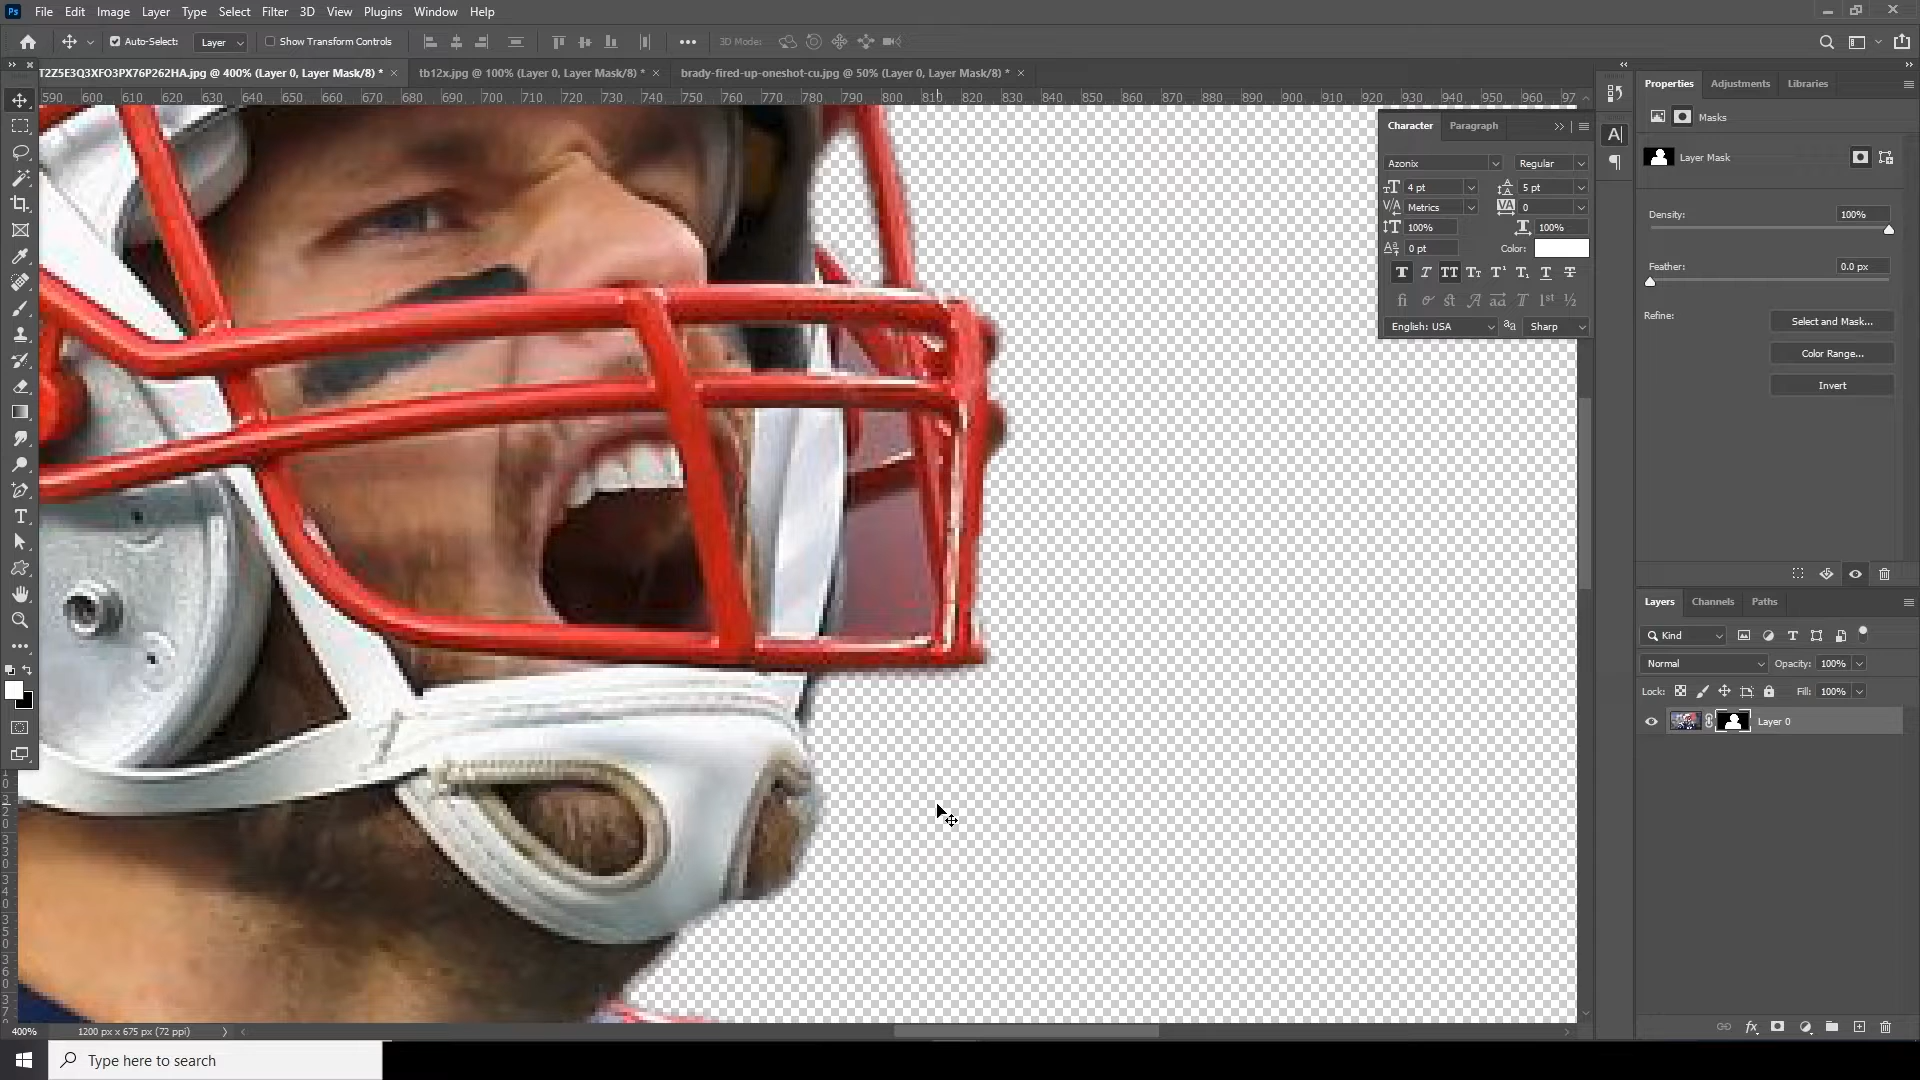 Ps File Edit Image Layer Type Select Filter 3D View Plugins Window Help
Auto-Select: Layer Show Transform Controls 3D Mode:
T2Z5E3Q3XFO3PX76P262HA.jpg @ 400% (Layer 0, Layer Mask/8) * tb12x.jpg @ 100% (Layer 0, Layer Mask/8) * brady-fired-up-oneshot-cu.jpg @ 50% (Layer 0, Layer Mask/8) *
590 600 610 620 630 640 650 660 670 680 690 700 710 720 730 740 750 760 770 780 790 800 810 820 830 840 850 860 870 880 890 900 910 920 930 940 950 960 97
Properties Adjustments Libraries
Masks
Layer Mask
Density: 100%
Feather: 0.0 px
Refine: Select and Mask...
Color Range...
Invert
Character Paragraph
Azonix Regular
4 pt 5 pt
Metrics 0
100% 100%
0 pt Color:
English: USA Sharp
Layers Channels Paths
Kind
Normal Opacity: 100%
Lock: Fill: 100%
Layer 0
400% 1200 px x 675 px (72 ppi)
Type here to search